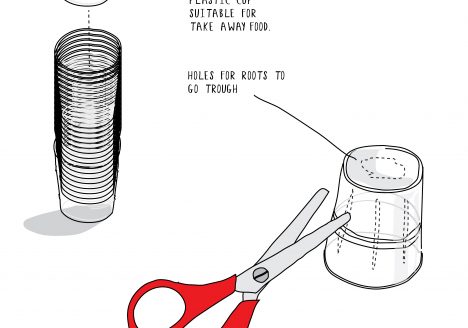 PLASTIC CUP
SUITABLE FOR
TAKE AWAY FOOD.
HOLES FOR ROOTS TO
GO TROUGH